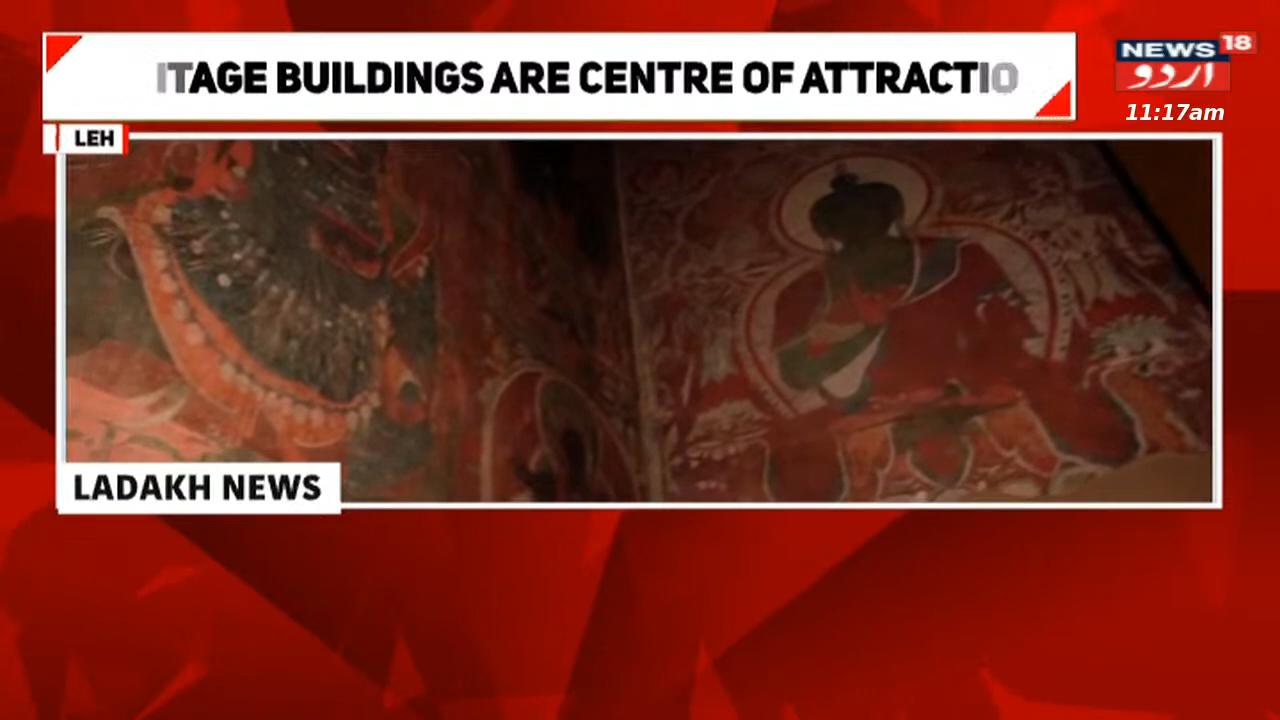 ITAGE BUILDINGS ARE CENTRE OF ATTRACTIO
NEWS 18
اردو
11:17am
LEH
LADAKH NEWS